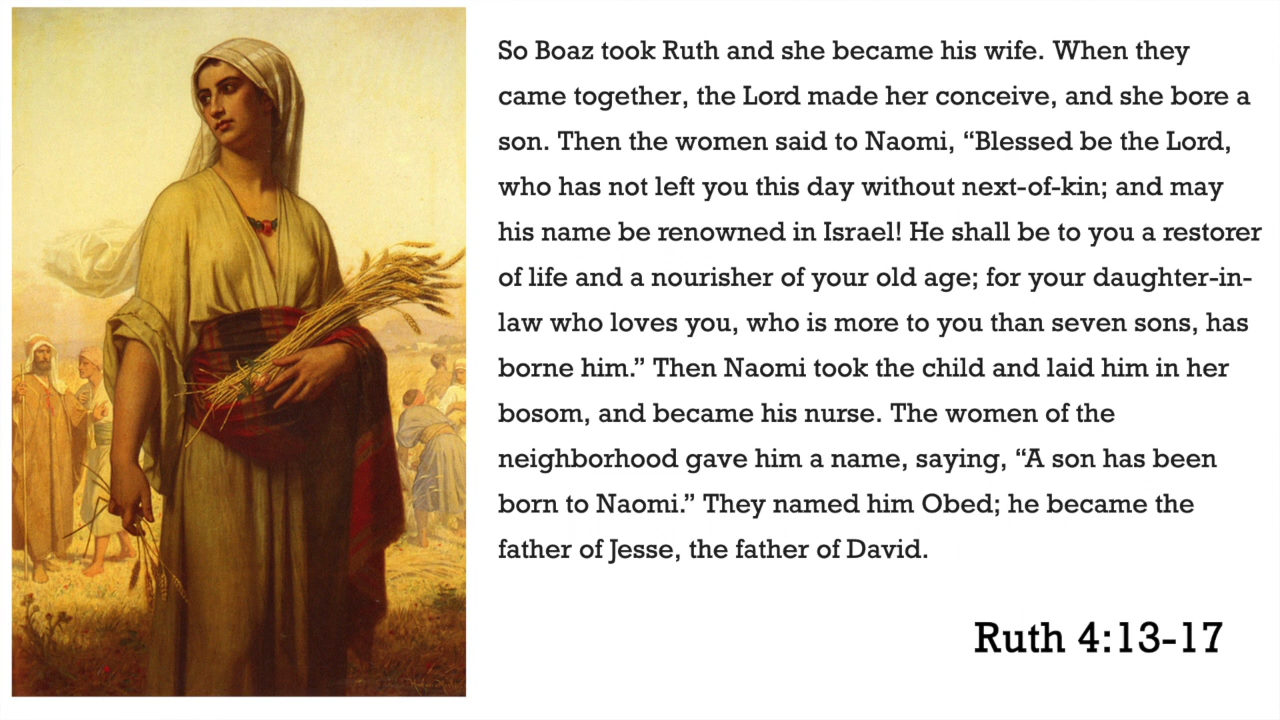 So Boaz took Ruth and she became his wife. When they
came together, the Lord made her conceive, and she bore a
son. Then the women said to Naomi, “Blessed be the Lord,
who has not left you this day without next-of-kin; and may
his name be renowned in Israel! He shall be to you a restorer
of life and a nourisher of your old age; for your daughter-in-
law who loves you, who is more to you than seven sons, has
borne him.” Then Naomi took the child and laid him in her
bosom, and became his nurse. The women of the
neighborhood gave him a name, saying, “A son has been
born to Naomi.” They named him Obed; he became the
father of Jesse, the father of David.
Ruth 4:13-17